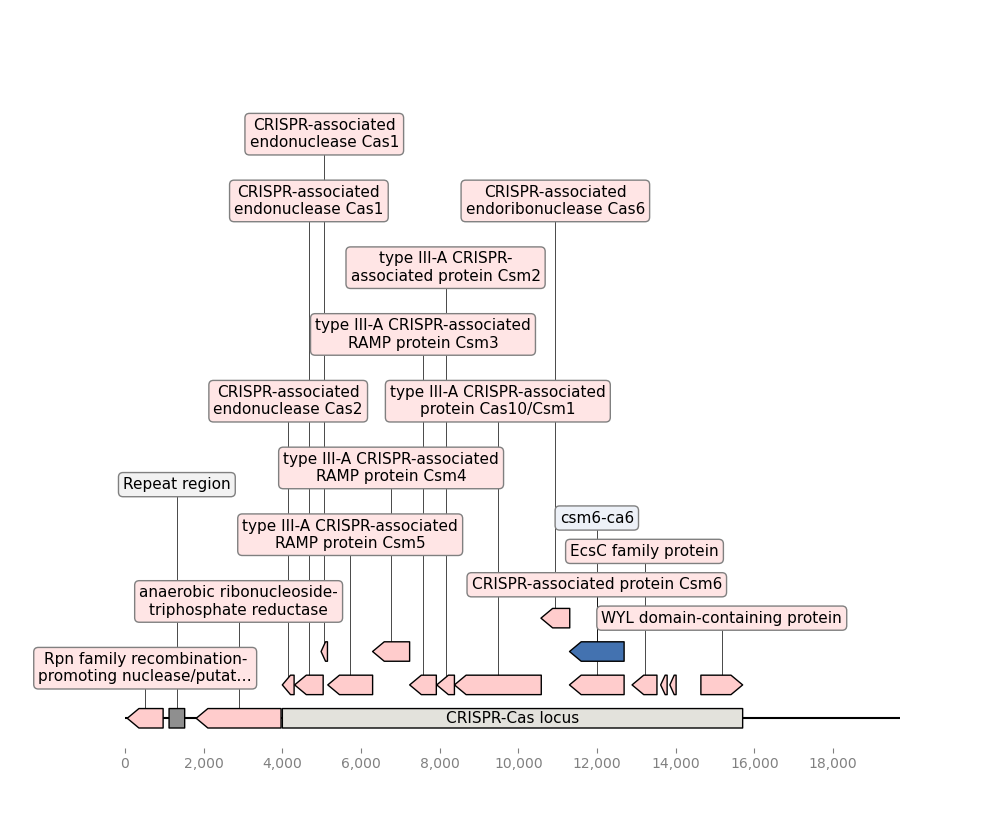 CRISPR-associated
endonuclease Cas1
CRISPR-associated
endonuclease Cas1
CRISPR-associated
endoribonuclease Cas6
type III-A CRISPR-
associated protein Csm2
type III-A CRISPR-associated
RAMP protein Csm3
CRISPR-associated
endonuclease Cas2
type III-A CRISPR-associated
protein Cas10/Csm1
type III-A CRISPR-associated
RAMP protein Csm4
Repeat region
csm6-ca6
type III-A CRISPR-associated
RAMP protein Csm5
EcsC family protein
CRISPR-associated protein Csm6
anaerobic ribonucleoside-
triphosphate reductase
WYL domain-containing protein
Rpn family recombination-
promoting nuclease/putat...
CRISPR-Cas locus
0 2,000 4,000 6,000 8,000 10,000 12,000 14,000 16,000 18,000